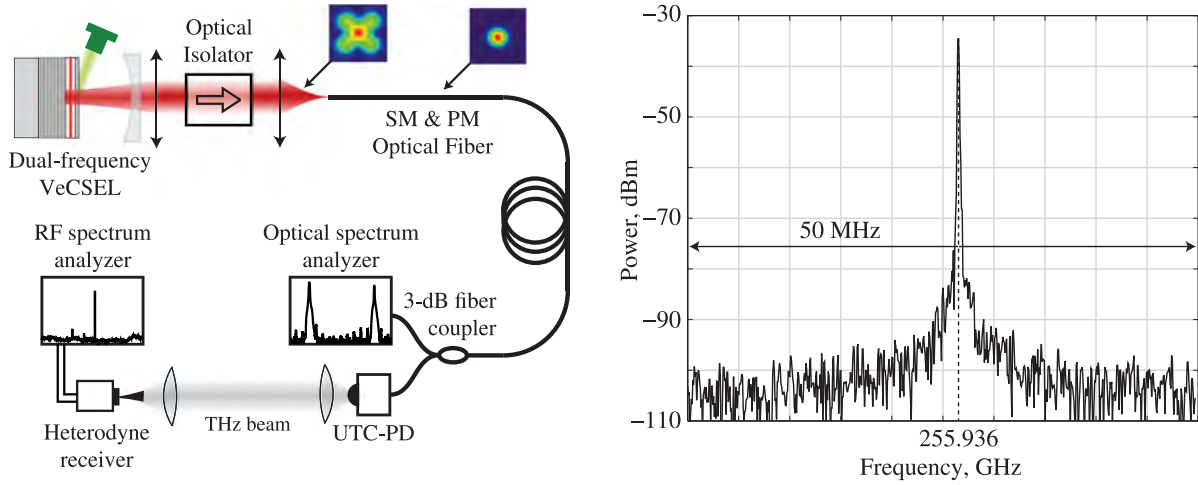 Optical
Isolator
SM & PM
Optical Fiber
Dual-frequency
VeCSEL
RF spectrum
analyzer
Optical spectrum
analyzer
3-dB fiber
coupler
THz beam
UTC-PD
Heterodyne
receiver
Power, dBm
−30
−50
−70
−90
−110
50 MHz
255.936
Frequency, GHz